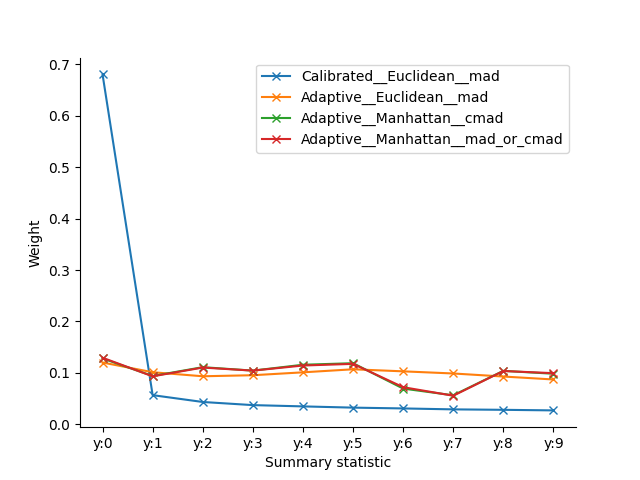 Calibrated__Euclidean__mad
Adaptive__Euclidean__mad
Adaptive__Manhattan__cmad
Adaptive__Manhattan__mad_or_cmad
0.7
0.6
0.5
0.4
0.3
0.2
0.1
0.0
Weight
y:0 y:1 y:2 y:3 y:4 y:5 y:6 y:7 y:8 y:9
Summary statistic